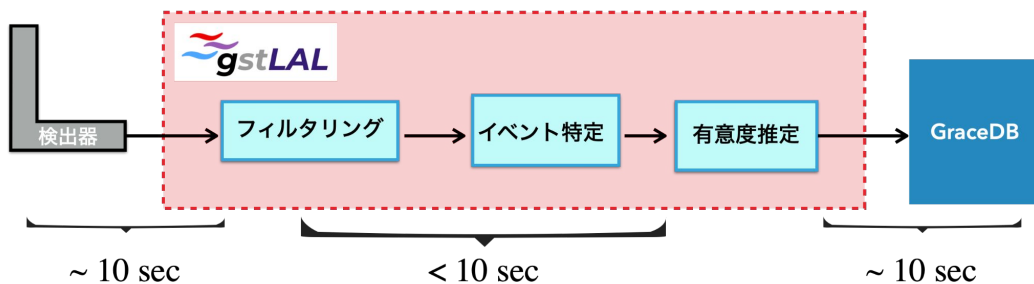 gstLAL
検出器
フィルタリング
イベント特定
有意度推定
GraceDB
~ 10 sec
< 10 sec
~ 10 sec